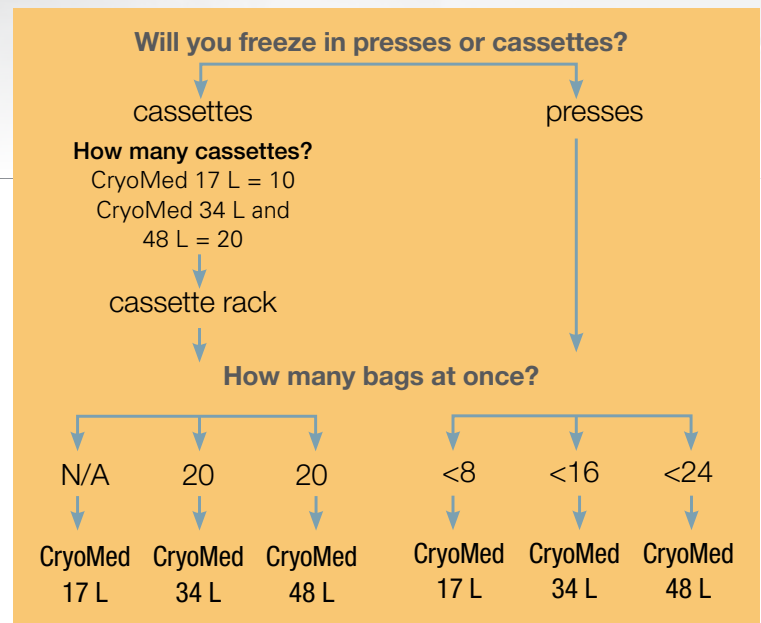 Will you freeze in presses or cassettes?
cassettes
presses
How many cassettes?
CryoMed 17 L = 10
CryoMed 34 L and
48 L = 20
cassette rack
How many bags at once?
N/A 20 20 <8 <16 <24
CryoMed CryoMed CryoMed CryoMed CryoMed CryoMed
17 L 34 L 48 L 17 L 34 L 48 L